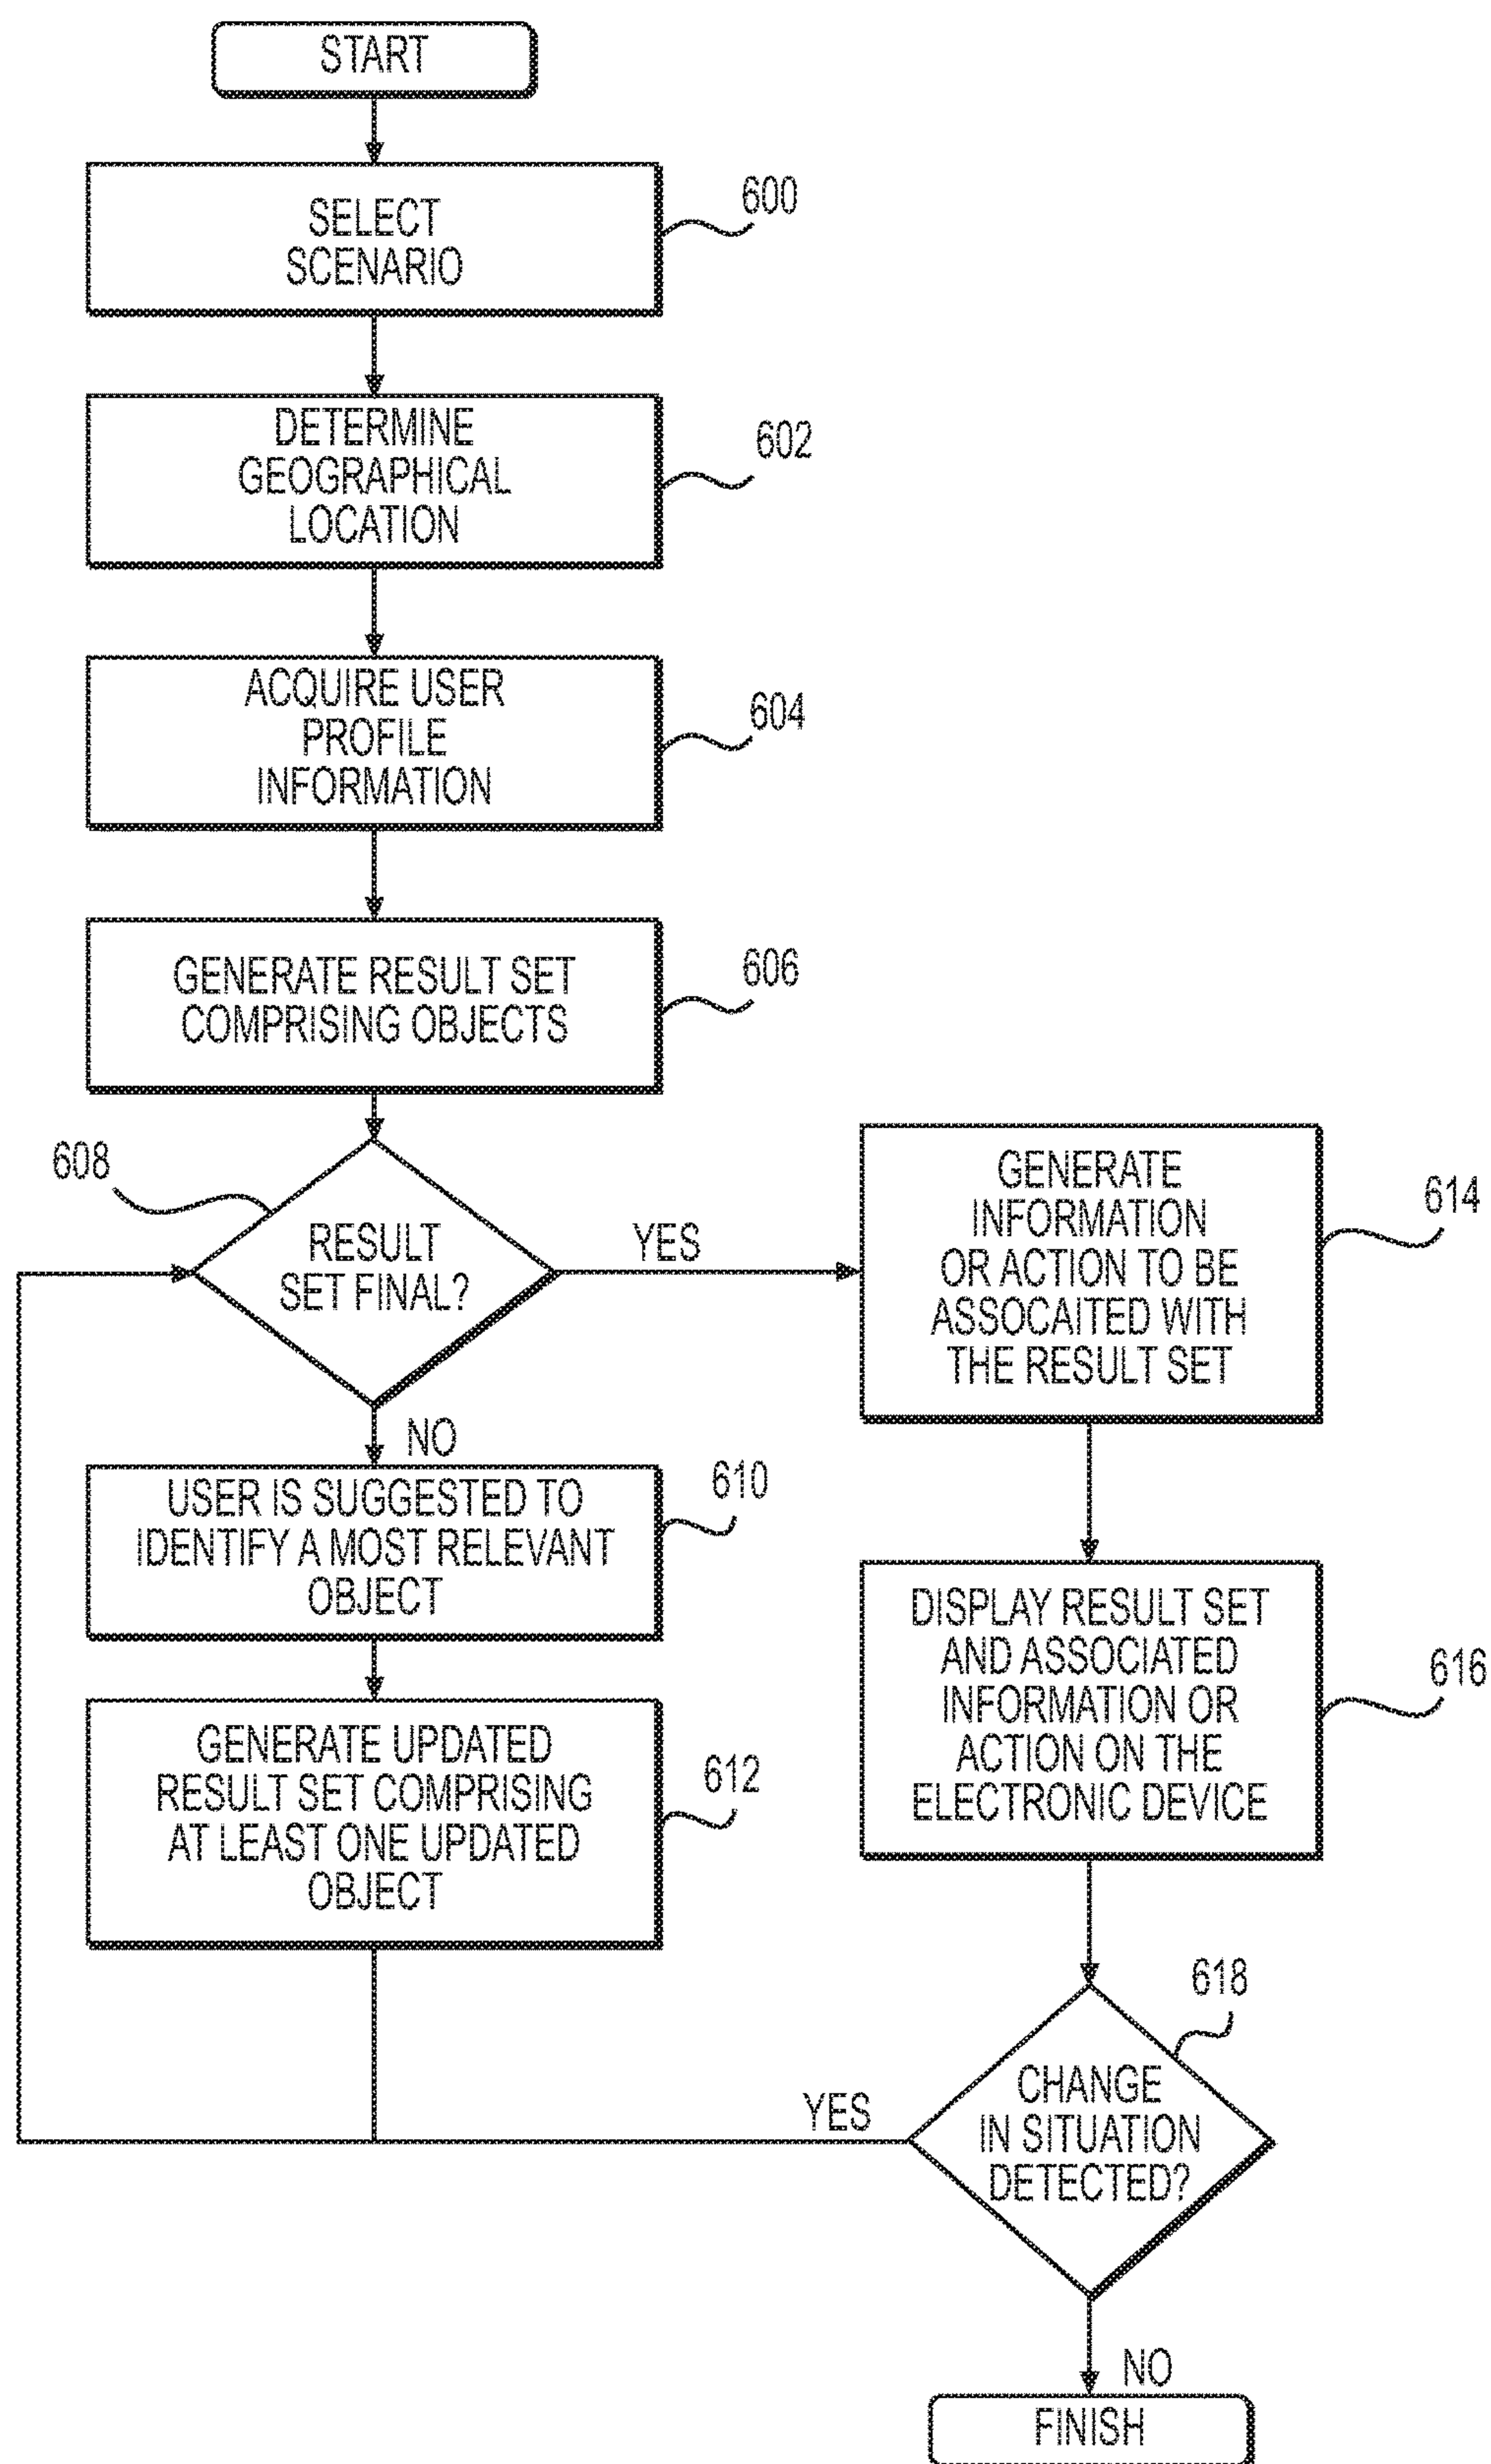 START
SELECT
SCENARIO
600
DETERMINE
GEOGRAPHICAL
LOCATION
602
ACQUIRE USER
PROFILE
INFORMATION
604
GENERATE RESULT SET
COMPRISING OBJECTS
606
608
RESULT
SET FINAL?
YES
NO
USER IS SUGGESTED TO
IDENTIFY A MOST RELEVANT
OBJECT
610
GENERATE UPDATED
RESULT SET COMPRISING
AT LEAST ONE UPDATED
OBJECT
612
GENERATE
INFORMATION
OR ACTION TO BE
ASSOCAITED WITH
THE RESULT SET
614
DISPLAY RESULT SET
AND ASSOCIATED
INFORMATION OR
ACTION ON THE
ELECTRONIC DEVICE
616
618
CHANGE
IN SITUATION
DETECTED?
YES
NO
FINISH